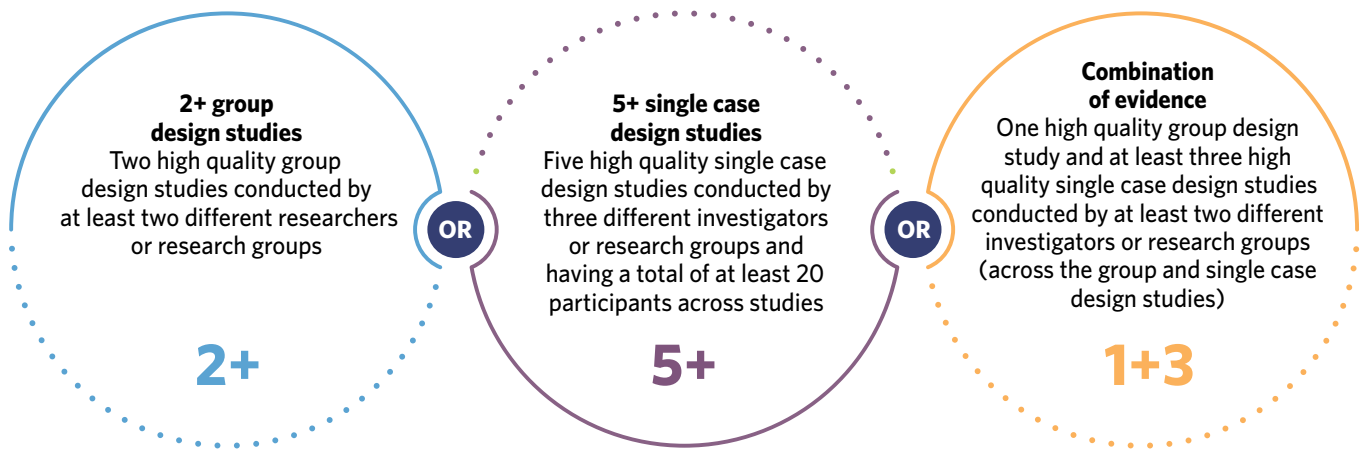 2+ group
design studies
Two high quality group
design studies conducted by
at least two different researchers
or research groups
2+
OR
5+ single case
design studies
Five high quality single case
design studies conducted by
three different investigators
or research groups and
having a total of at least 20
participants across studies
5+
OR
Combination
of evidence
One high quality group design
study and at least three high
quality single case design studies
conducted by at least two different
investigators or research groups
(across the group and single case
design studies)
1+3